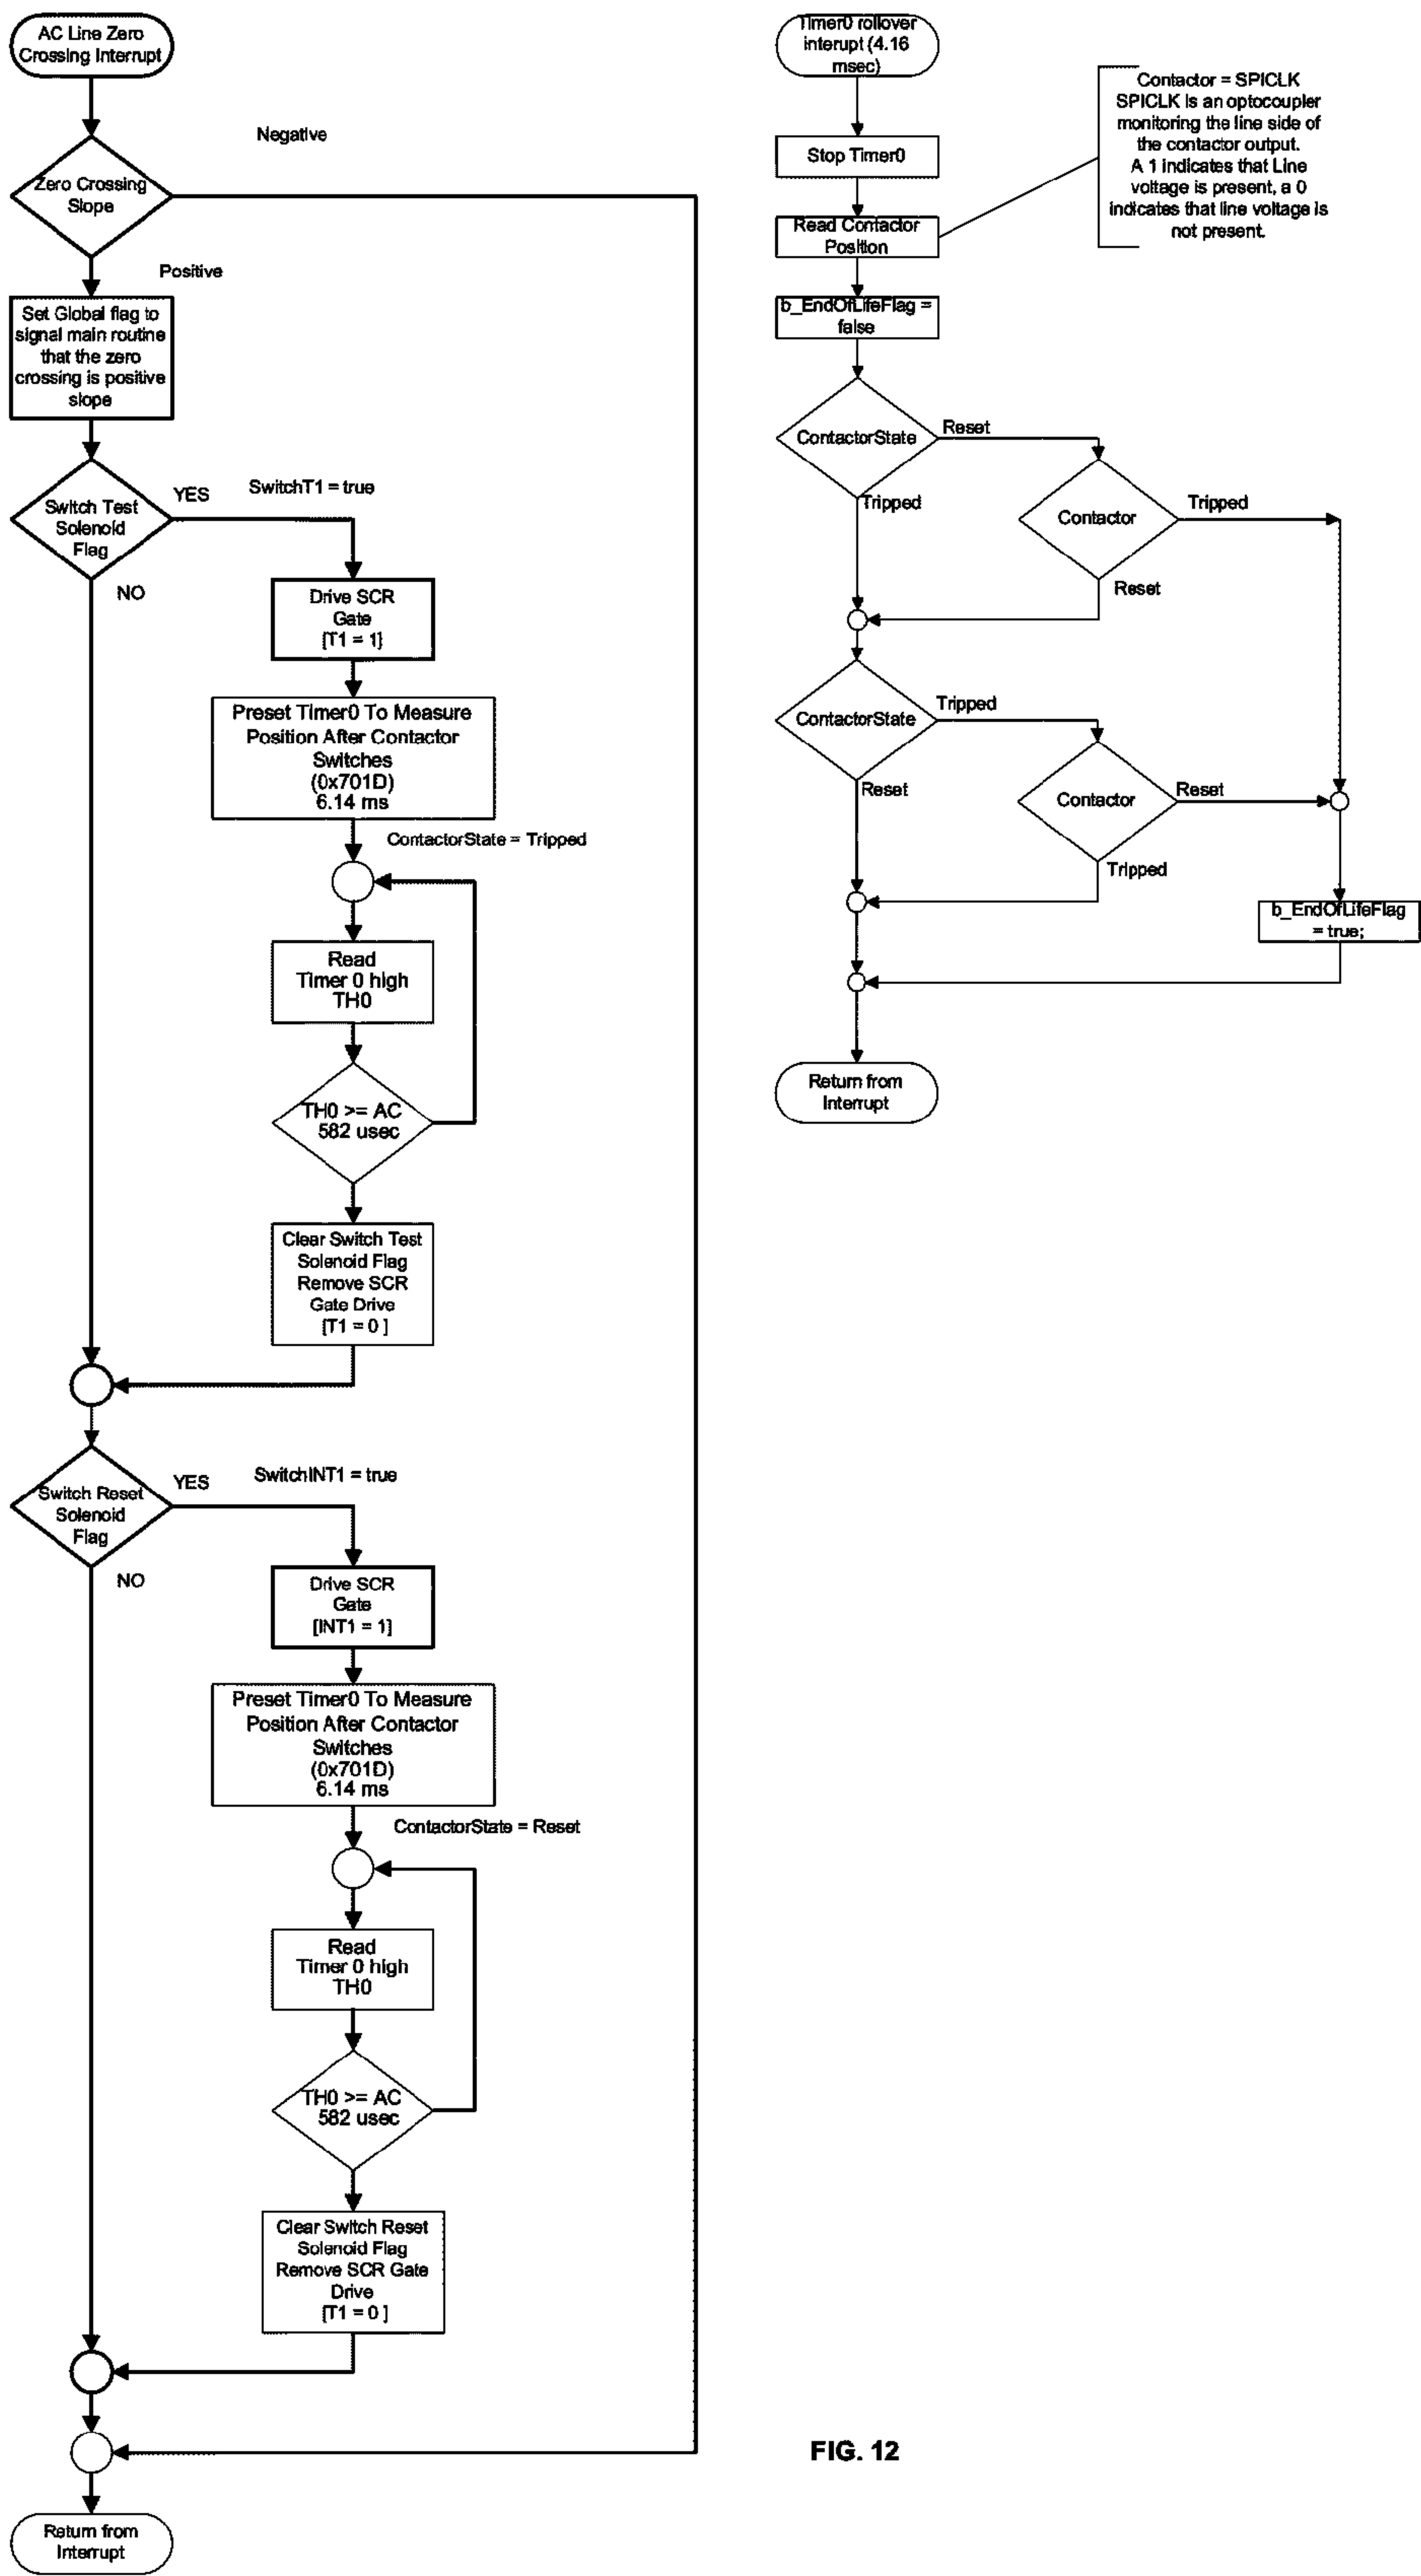 AC Line Zero
Crossing Interrupt
Negative
Zero Crossing
Slope
Positive
Set Global flag to
signal main routine
that the zero
crossing is positive
slope
YES
SwitchT1 = true
Switch Test
Solenoid
Flag
NO
Drive SCR
Gate
[T1 = 1]
Preset Timer0 To Measure
Position After Contactor
Switches
(0x701D)
6.14 ms
ContactorState = Tripped
Read
Timer 0 high
TH0
TH0 >= AC
582 usec
Clear Switch Test
Solenoid Flag
Remove SCR
Gate Drive
[T1 = 0 ]
YES
SwitchINT1 = true
Switch Reset
Solenoid
Flag
NO
Drive SCR
Gate
[INT1 = 1]
Preset Timer0 To Measure
Position After Contactor
Switches
(0x701D)
6.14 ms
ContactorState = Reset
Read
Timer 0 high
TH0
TH0 >= AC
582 usec
Clear Switch Reset
Solenoid Flag
Remove SCR Gate
Drive
[T1 = 0 ]
Return from
Interrupt
Timer0 rollover
interupt (4.16
msec)
Stop Timer0
Read Contactor
Position
Contactor = SPICLK
SPICLK is an optocoupler
monitoring the line side of
the contactor output.
A 1 indicates that Line
voltage is present, a 0
indicates that line voltage is
not present.
b_EndOfLifeFlag =
false
ContactorState
Reset
Tripped
Contactor
Tripped
Reset
ContactorState
Tripped
Reset
Contactor
Reset
Tripped
b_EndOfLifeFlag
= true;
Return from
Interrupt
FIG. 12